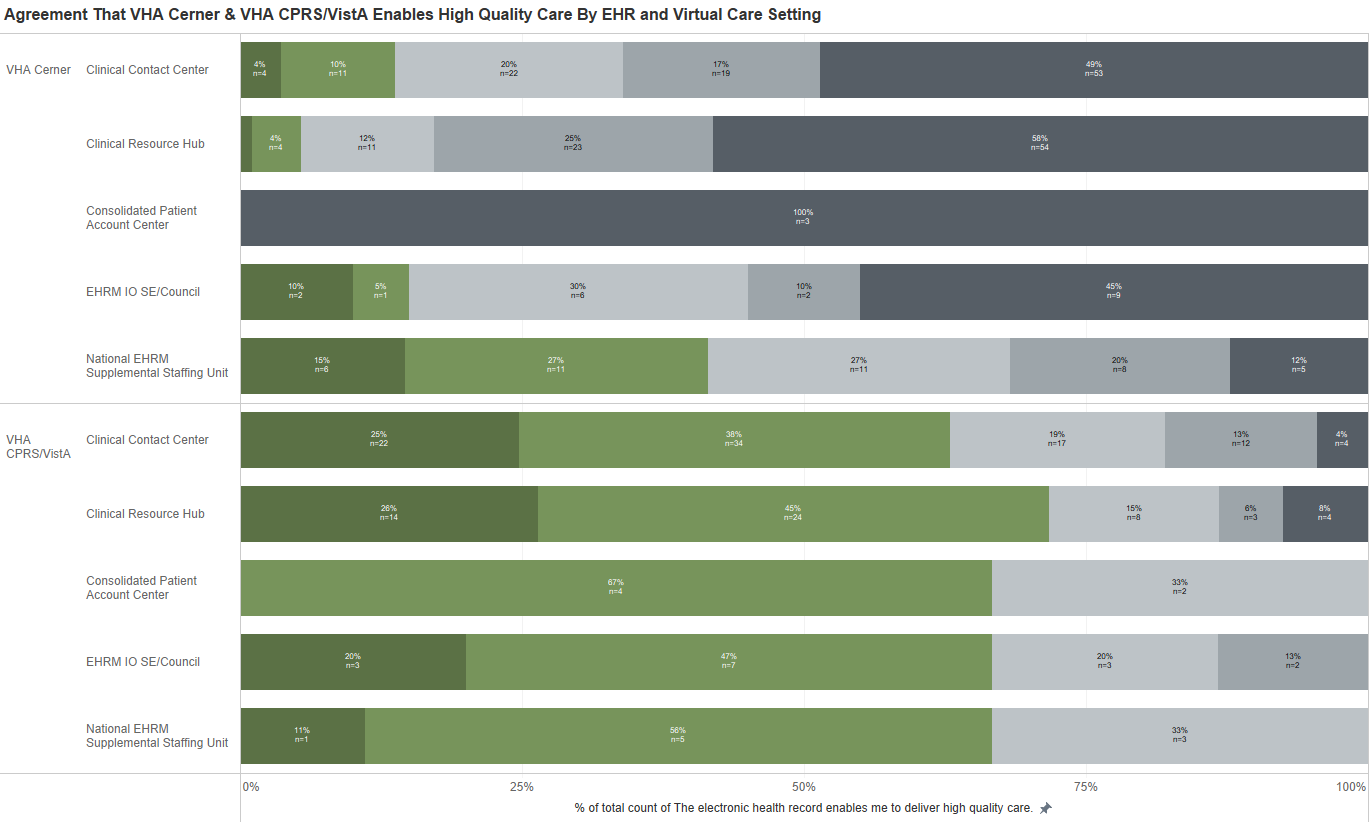 Agreement That VHA Cerner & VHA CPRS/VistA Enables High Quality Care By EHR and Virtual Care Setting
VHA Cerner
Clinical Contact Center
4%
n=4
10%
n=11
20%
n=22
17%
n=19
49%
n=53
Clinical Resource Hub
4%
n=4
12%
n=11
25%
n=23
58%
n=54
Consolidated Patient
Account Center
100%
n=3
EHRM IO SE/Council
10%
n=2
5%
n=1
30%
n=6
10%
n=2
45%
n=9
National EHRM
Supplemental Staffing Unit
15%
n=6
27%
n=11
27%
n=11
20%
n=8
12%
n=5
VHA
CPRS/VistA
Clinical Contact Center
25%
n=22
38%
n=34
19%
n=17
13%
n=12
4%
n=4
Clinical Resource Hub
26%
n=14
45%
n=24
15%
n=8
6%
n=3
8%
n=4
Consolidated Patient
Account Center
67%
n=4
33%
n=2
EHRM IO SE/Council
20%
n=3
47%
n=7
20%
n=3
13%
n=2
National EHRM
Supplemental Staffing Unit
11%
n=1
56%
n=5
33%
n=3
0%
25%
50%
75%
100%
% of total count of The electronic health record enables me to deliver high quality care.